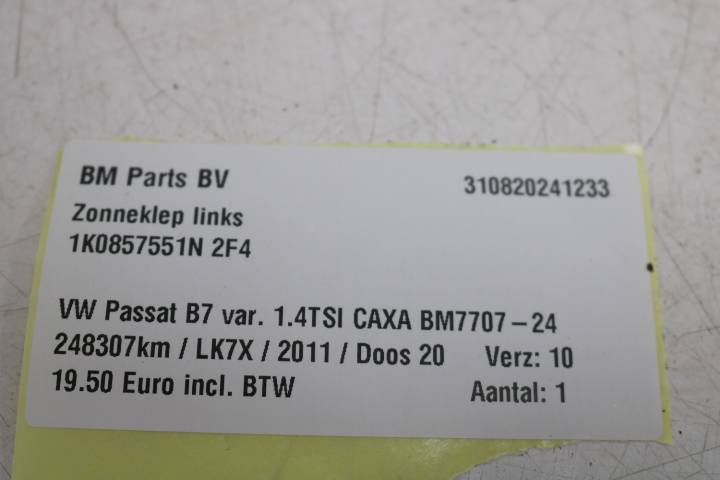 BM Parts BV 310820241233
Zonneklep links
1K0857551N 2F4
VW Passat B7 var. 1.4TSI CAXA BM7707-24
248307km / LK7X / 2011 / Doos 20 Verz: 10
19.50 Euro incl. BTW Aantal: 1